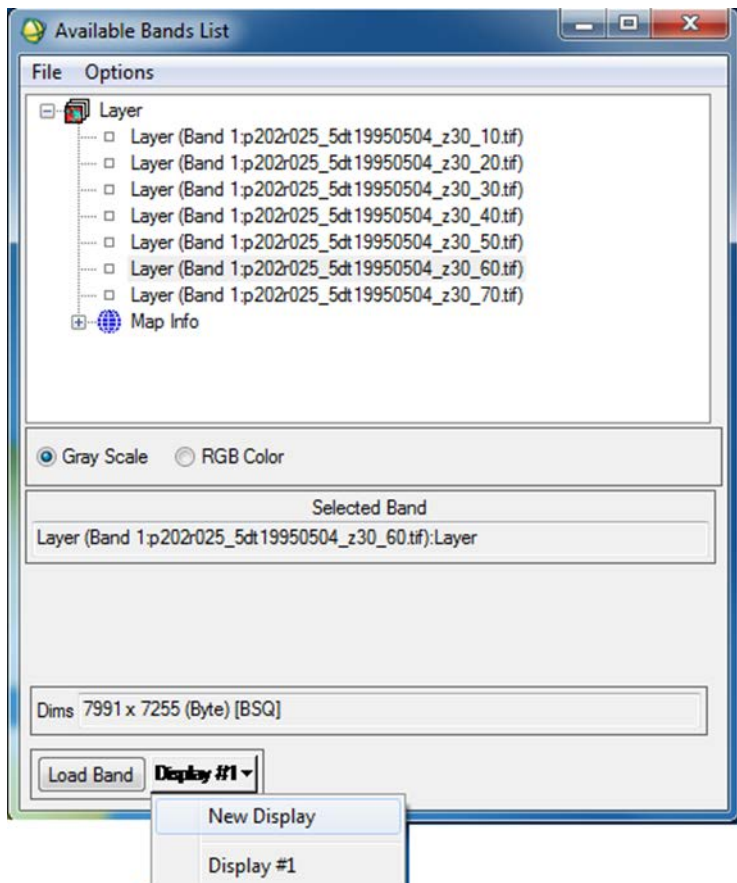 Available Bands List
File Options
Layer
Layer (Band 1:p202r025_5dt19950504_z30_10.tif)
Layer (Band 1:p202r025_5dt19950504_z30_20.tif)
Layer (Band 1:p202r025_5dt19950504_z30_30.tif)
Layer (Band 1:p202r025_5dt19950504_z30_40.tif)
Layer (Band 1:p202r025_5dt19950504_z30_50.tif)
Layer (Band 1:p202r025_5dt19950504_z30_60.tif)
Layer (Band 1:p202r025_5dt19950504_z30_70.tif)
Map Info
Gray Scale RGB Color
Selected Band
Layer (Band 1:p202r025_5dt19950504_z30_60.tif):Layer
Dims 7991 x 7255 (Byte) [BSQ]
Load Band Display #1
New Display
Display #1